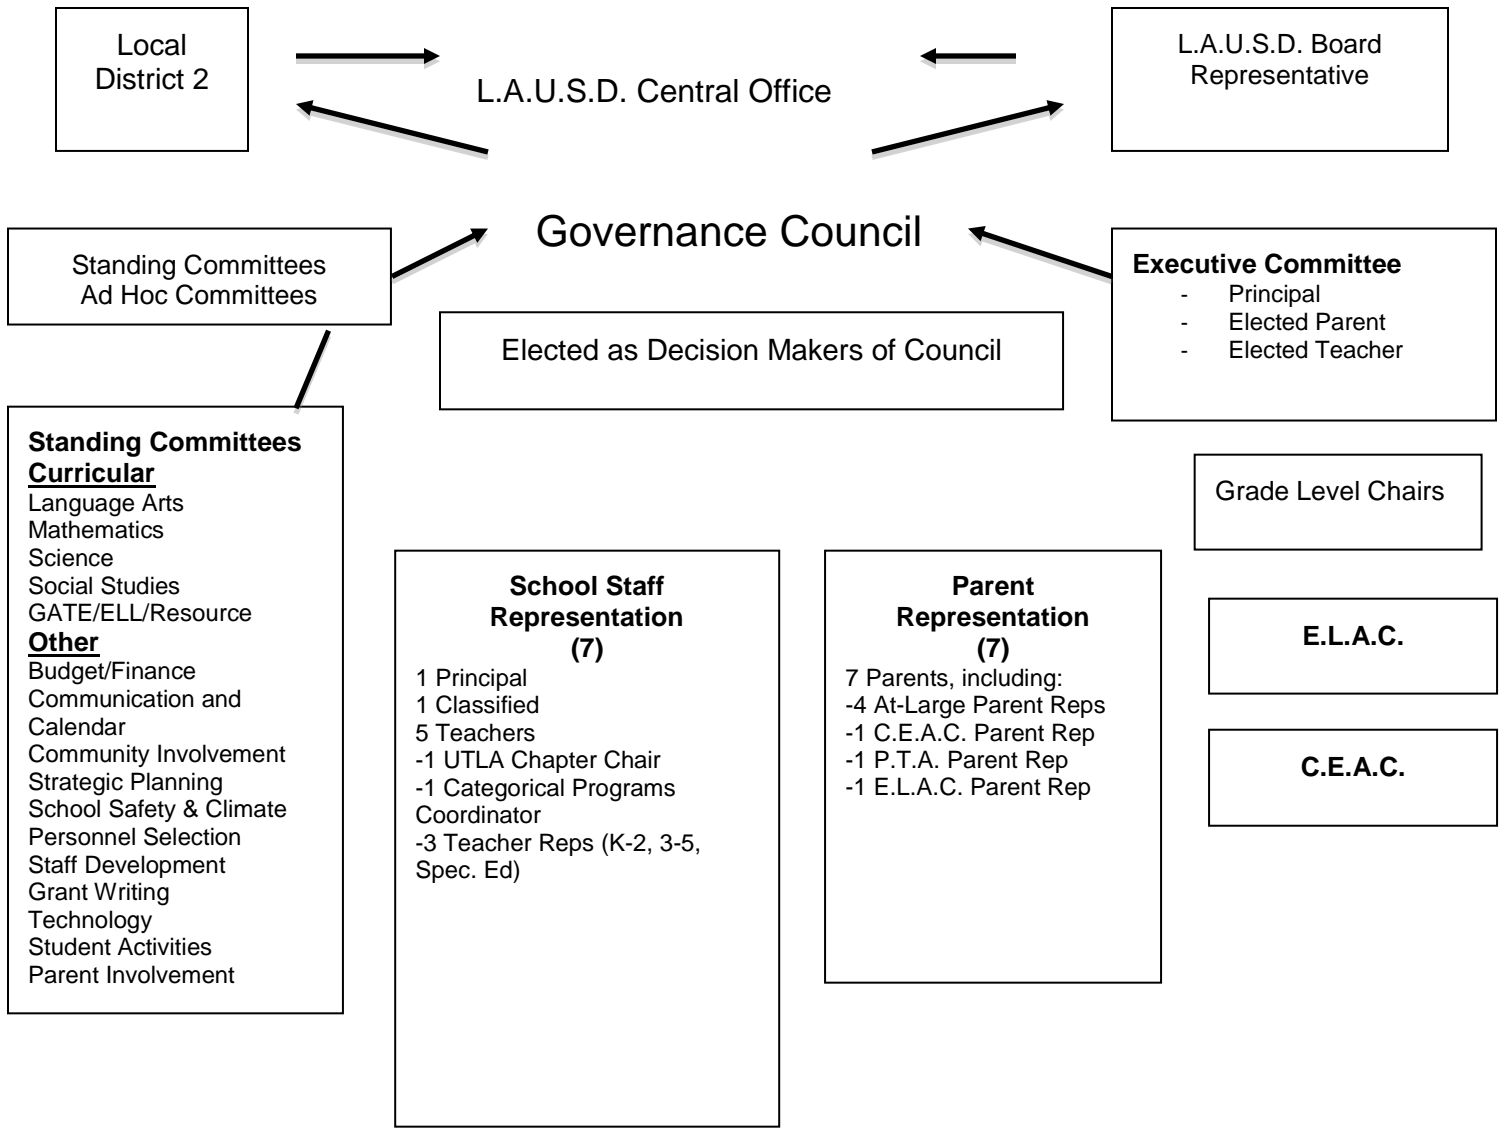 Local
District 2
L.A.U.S.D. Central Office
L.A.U.S.D. Board
Representative
Governance Council
Standing Committees
Ad Hoc Committees
Executive Committee
- Principal
- Elected Parent
- Elected Teacher
Elected as Decision Makers of Council
Standing Committees
Curricular
Language Arts
Mathematics
Science
Social Studies
GATE/ELL/Resource
Other
Budget/Finance
Communication and
Calendar
Community Involvement
Strategic Planning
School Safety & Climate
Personnel Selection
Staff Development
Grant Writing
Technology
Student Activities
Parent Involvement
School Staff
Representation
(7)
1 Principal
1 Classified
5 Teachers
-1 UTLA Chapter Chair
-1 Categorical Programs
Coordinator
-3 Teacher Reps (K-2, 3-5,
Spec. Ed)
Parent
Representation
(7)
7 Parents, including:
-4 At-Large Parent Reps
-1 C.E.A.C. Parent Rep
-1 P.T.A. Parent Rep
-1 E.L.A.C. Parent Rep
Grade Level Chairs
E.L.A.C.
C.E.A.C.